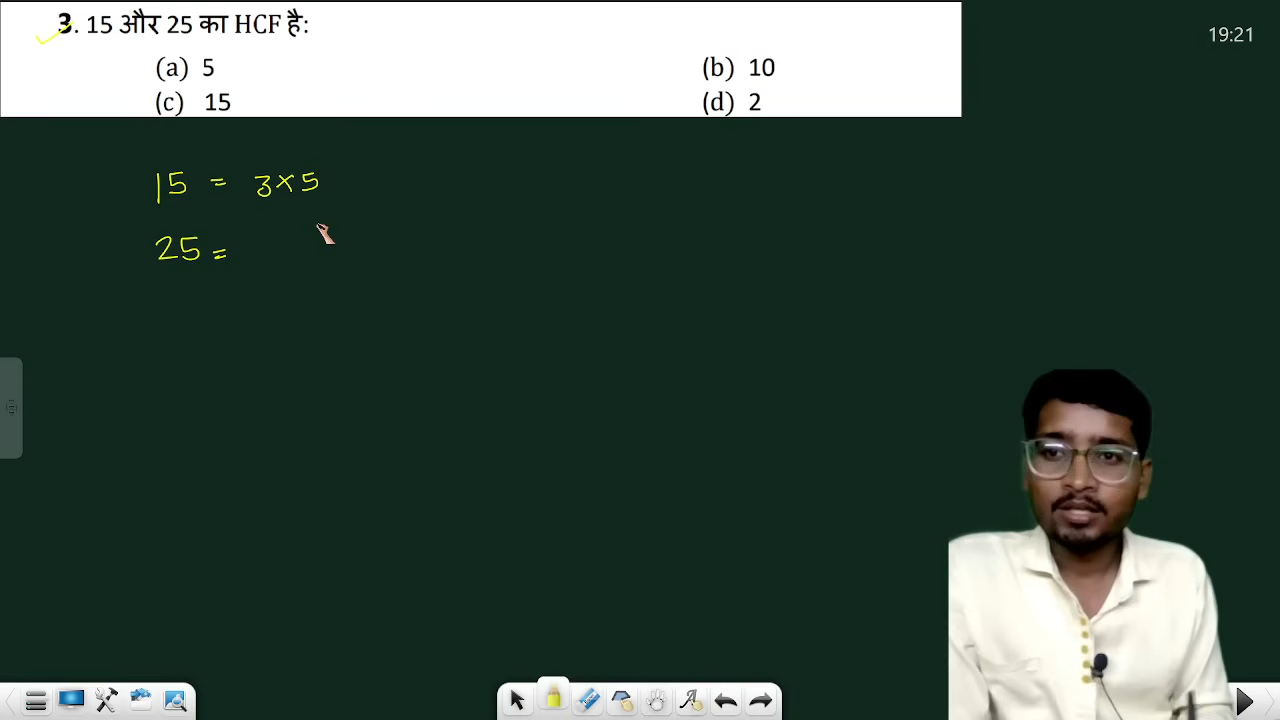 3. 15 और 25 का HCF है:
19:21
(a) 5 (b) 10
(c) 15 (d) 2
15 = 3×5
25 =